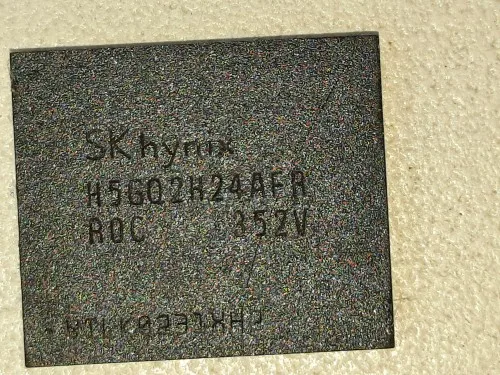 SK hynix
H5GQ2H24AFR
R0C 352V